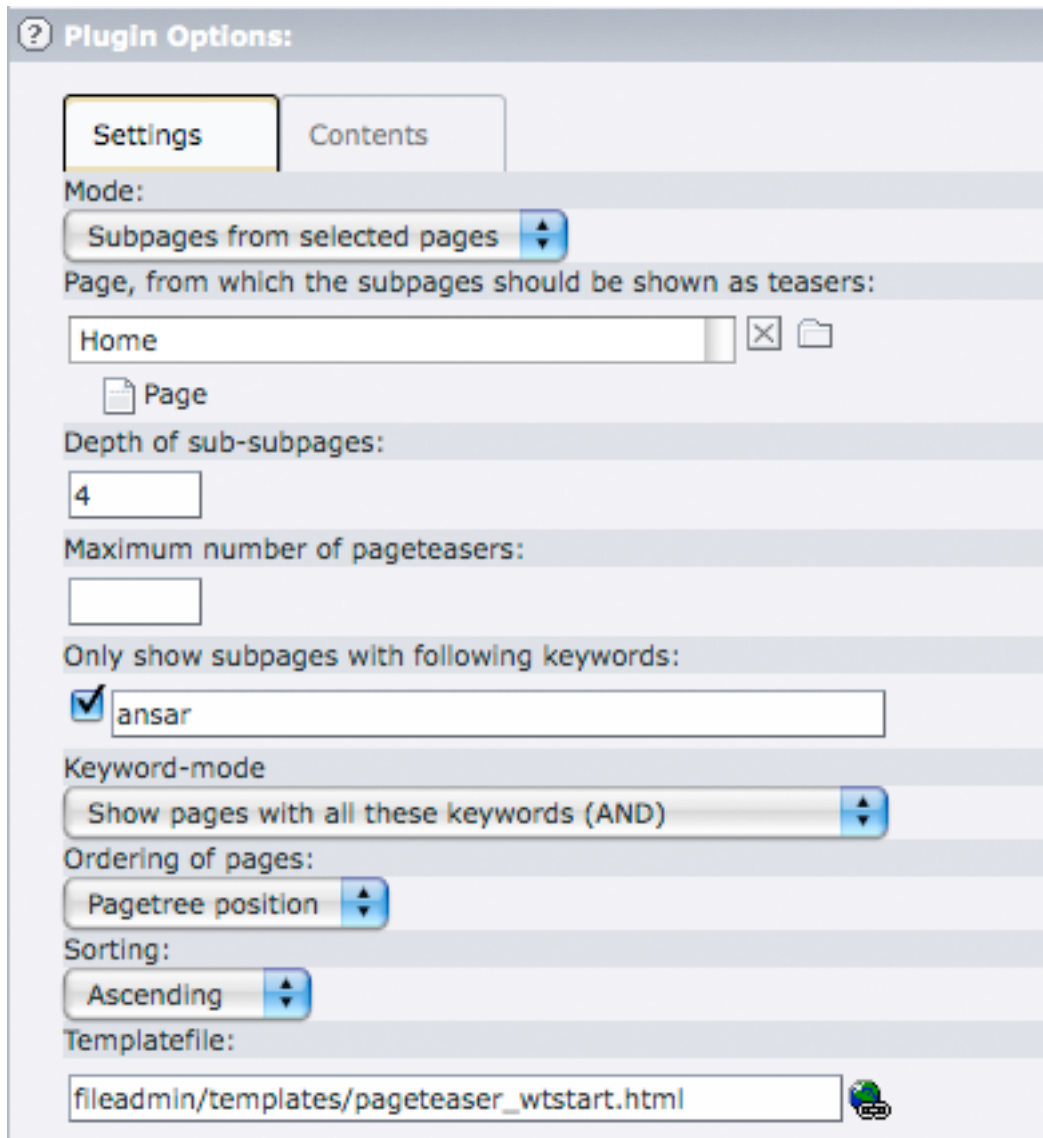 ? Plugin Options:
Settings Contents
Mode:
Subpages from selected pages
Page, from which the subpages should be shown as teasers:
Home
Page
Depth of sub-subpages:
4
Maximum number of pageteasers:
Only show subpages with following keywords:
ansar
Keyword-mode
Show pages with all these keywords (AND)
Ordering of pages:
Pagetree position
Sorting:
Ascending
Templatefile:
fileadmin/templates/pageteaser_wtstart.html